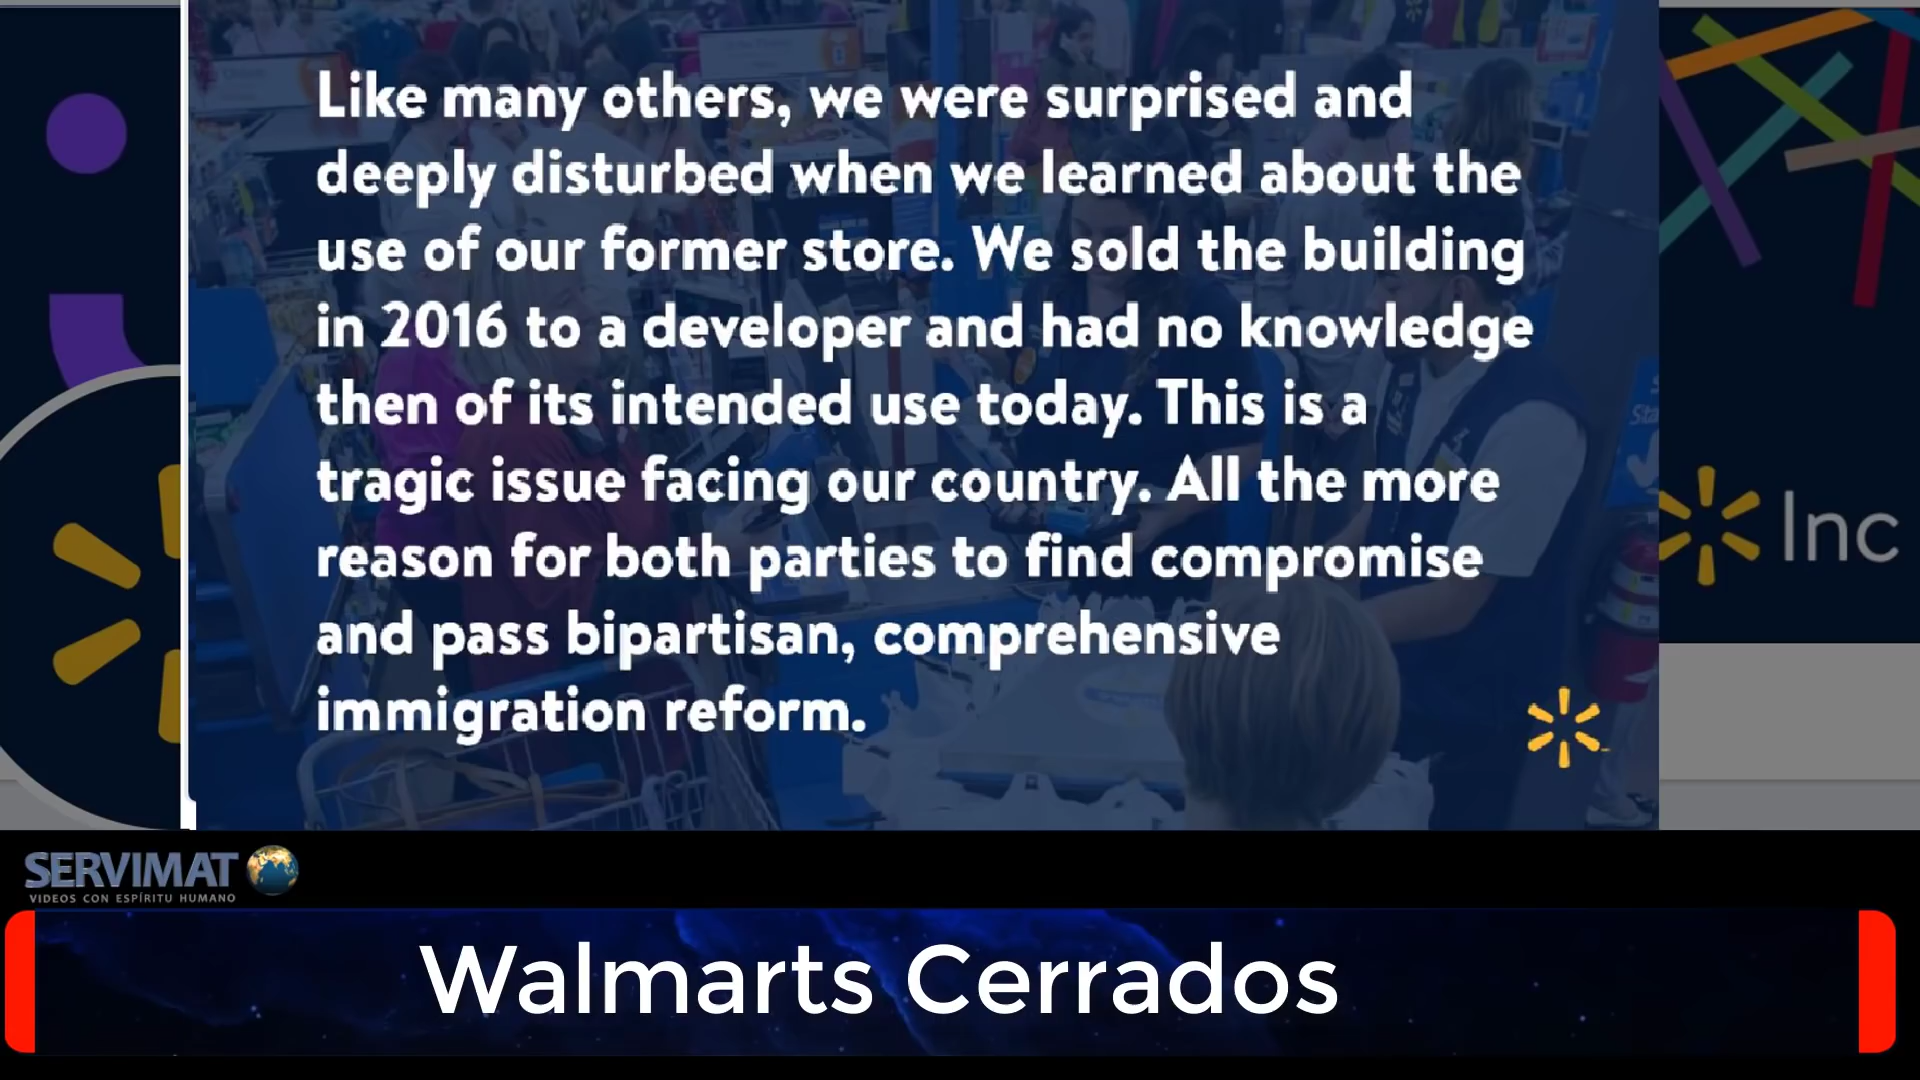 Like many others, we were surprised and
deeply disturbed when we learned about the
use of our former store. We sold the building
in 2016 to a developer and had no knowledge
then of its intended use today. This is a
tragic issue facing our country. All the more
reason for both parties to find compromise
and pass bipartisan, comprehensive
immigration reform.
Inc
SERVIMAT
VIDEOS CON ESPÍRITU HUMANO
Walmarts Cerrados